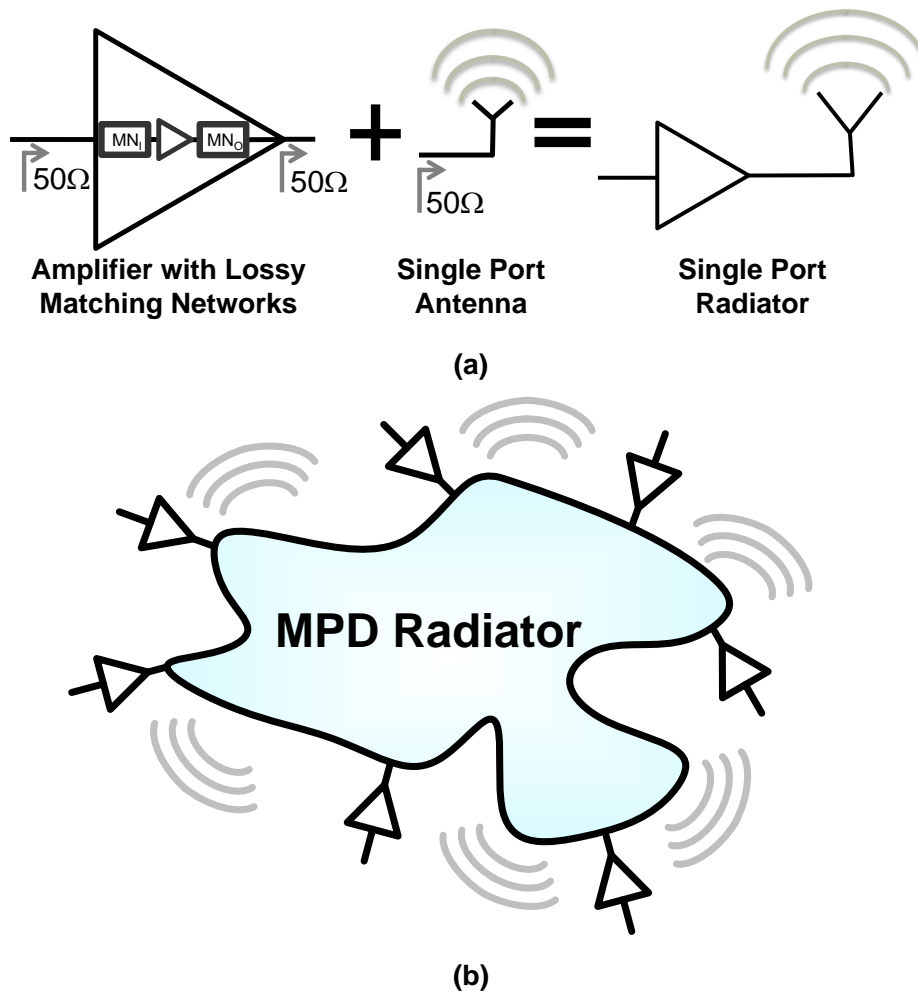 MN_I MN_O
50Ω 50Ω 50Ω
Amplifier with Lossy
Matching Networks
Single Port
Antenna
Single Port
Radiator
(a)
MPD Radiator
(b)